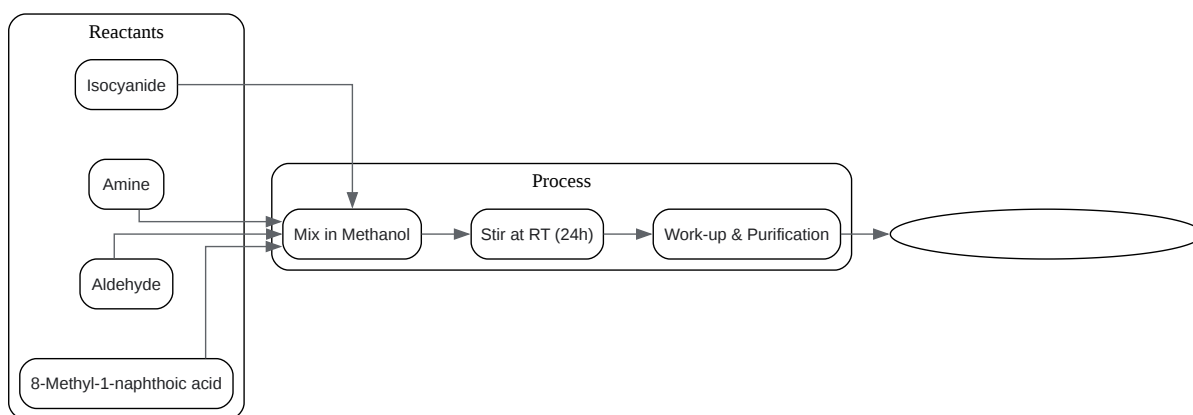 Reactants
Isocyanide
Amine
Aldehyde
8-Methyl-1-naphthoic acid
Process
Mix in Methanol
Stir at RT (24h)
Work-up & Purification